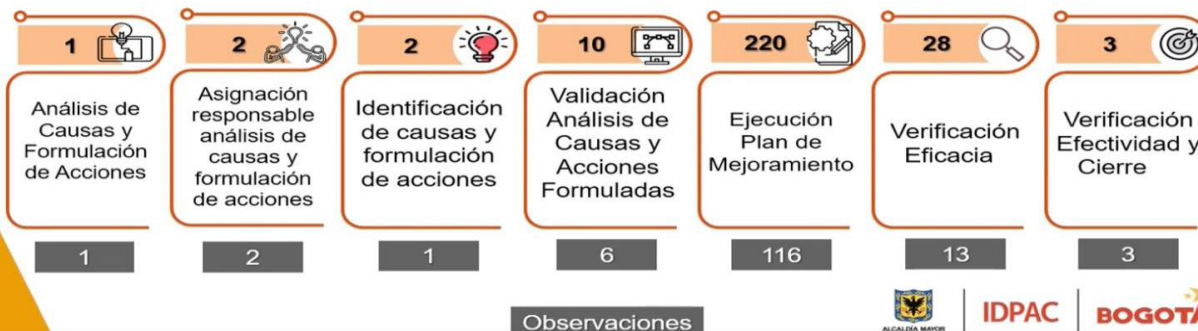 1
2
2
10
220
28
3
Análisis de
Causas y
Formulación
de Acciones
Asignación
responsable
análisis de
causas y
formulación
de acciones
Identificación
de causas y
formulación
de acciones
Validación
Análisis de
Causas y
Acciones
Formuladas
Ejecución
Plan de
Mejoramiento
Verificación
Eficacia
Verificación
Efectividad y
Cierre
1
2
1
6
116
13
3
Observaciones
ALCALDÍA MAYOR
IDPAC
BOGOTÁ